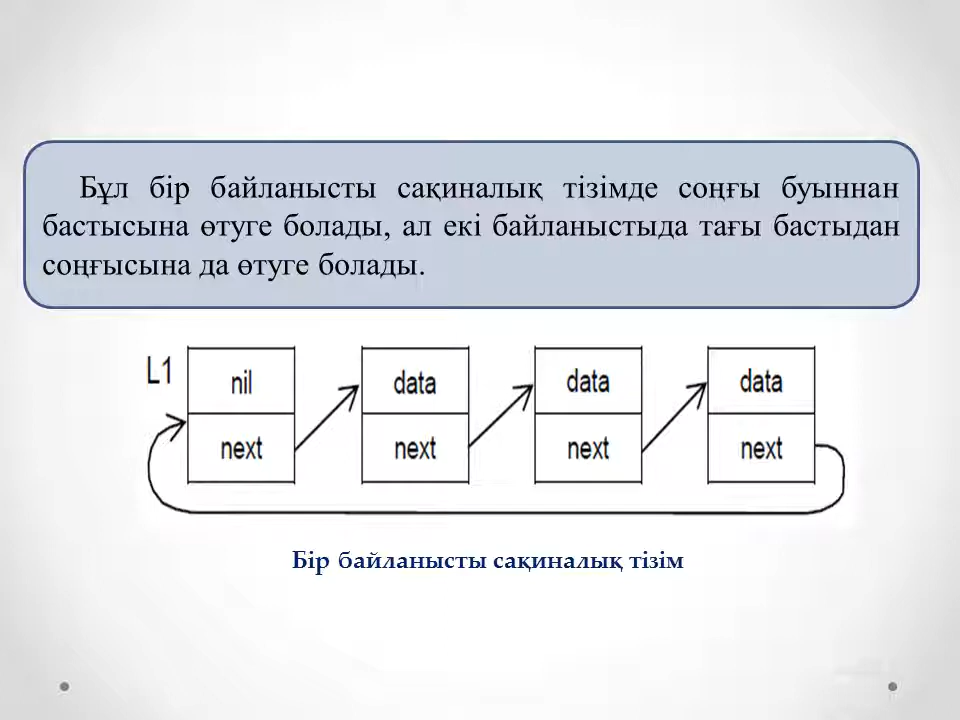 Бұл бір байланысты сақиналық тізімде соңғы буыннан
бастысына өтуге болады, ал екі байланыстыда тағы бастыдан
соңғысына да өтуге болады.
L1 nil data data data
next next next next
Бір байланысты сақиналық тізім